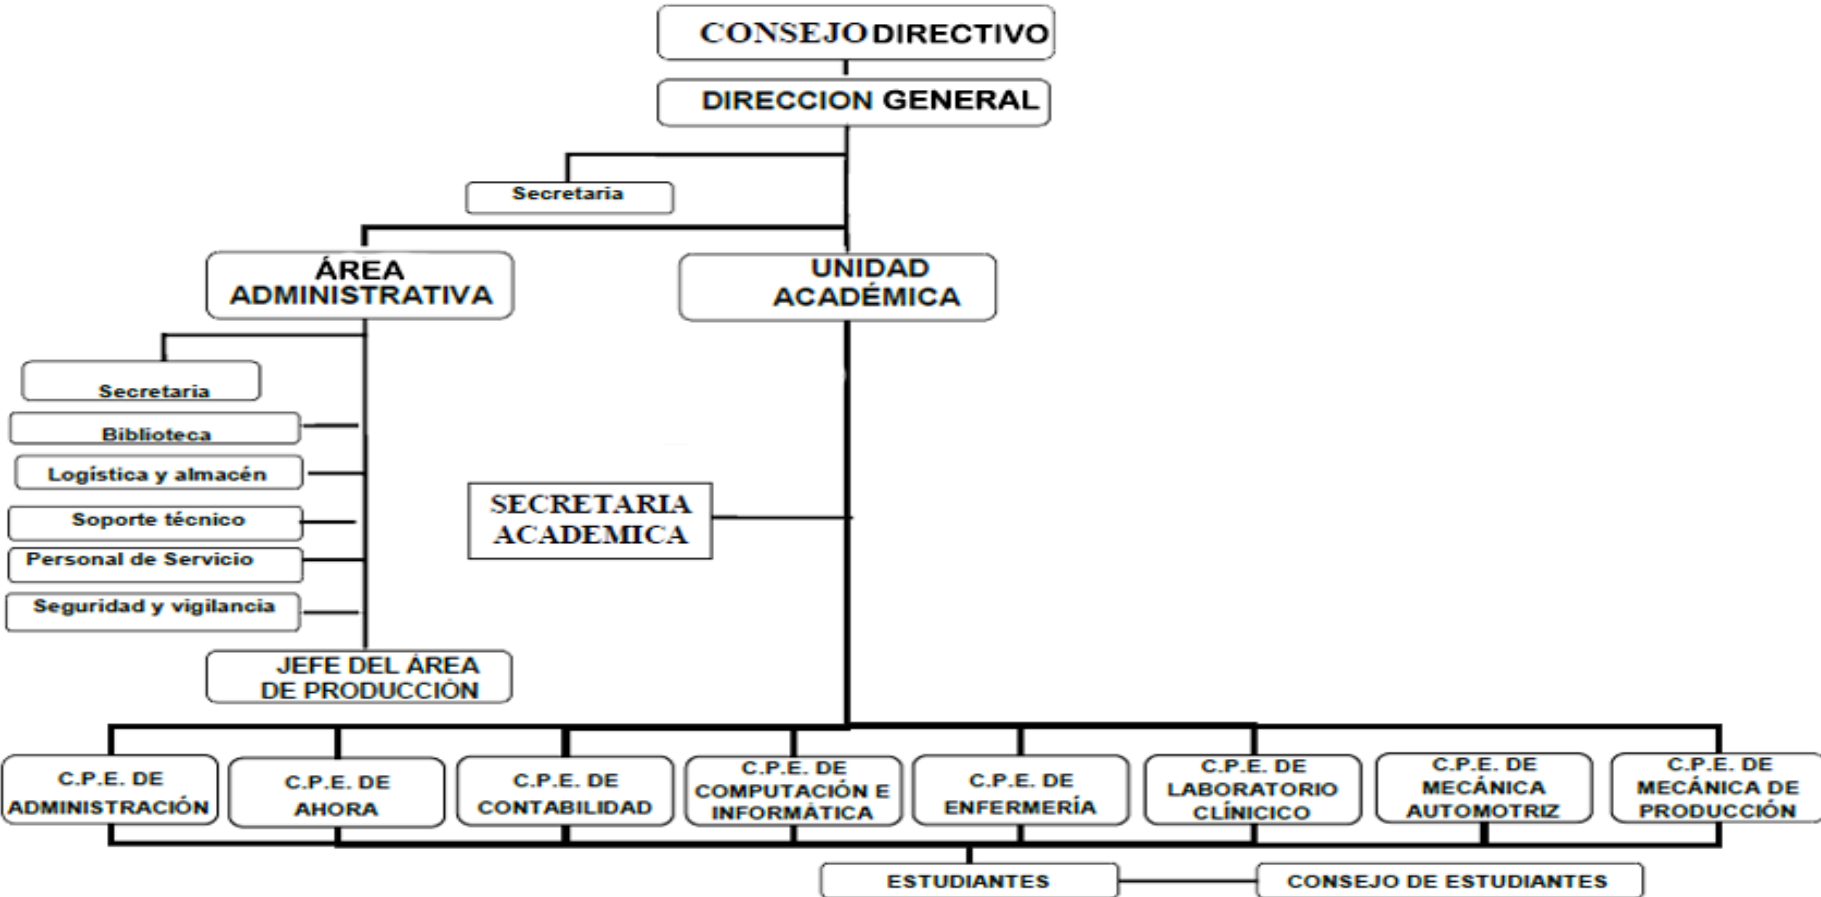 CONSEJO DIRECTIVO
DIRECCION GENERAL
Secretaria
ÁREA
ADMINISTRATIVA
UNIDAD
ACADÉMICA
Secretaria
Biblioteca
Logística y almacén
Soporte técnico
Personal de Servicio
Seguridad y vigilancia
SECRETARIA
ACADEMICA
JEFE DEL ÁREA
DE PRODUCCIÓN
C.P.E. DE
ADMINISTRACIÓN
C.P.E. DE
AHORA
C.P.E. DE
CONTABILIDAD
C.P.E. DE
COMPUTACIÓN E
INFORMÁTICA
C.P.E. DE
ENFERMERÍA
C.P.E. DE
LABORATORIO
CLÍNICICO
C.P.E. DE
MECÁNICA
AUTOMOTRIZ
C.P.E. DE
MECÁNICA DE
PRODUCCIÓN
ESTUDIANTES
CONSEJO DE ESTUDIANTES